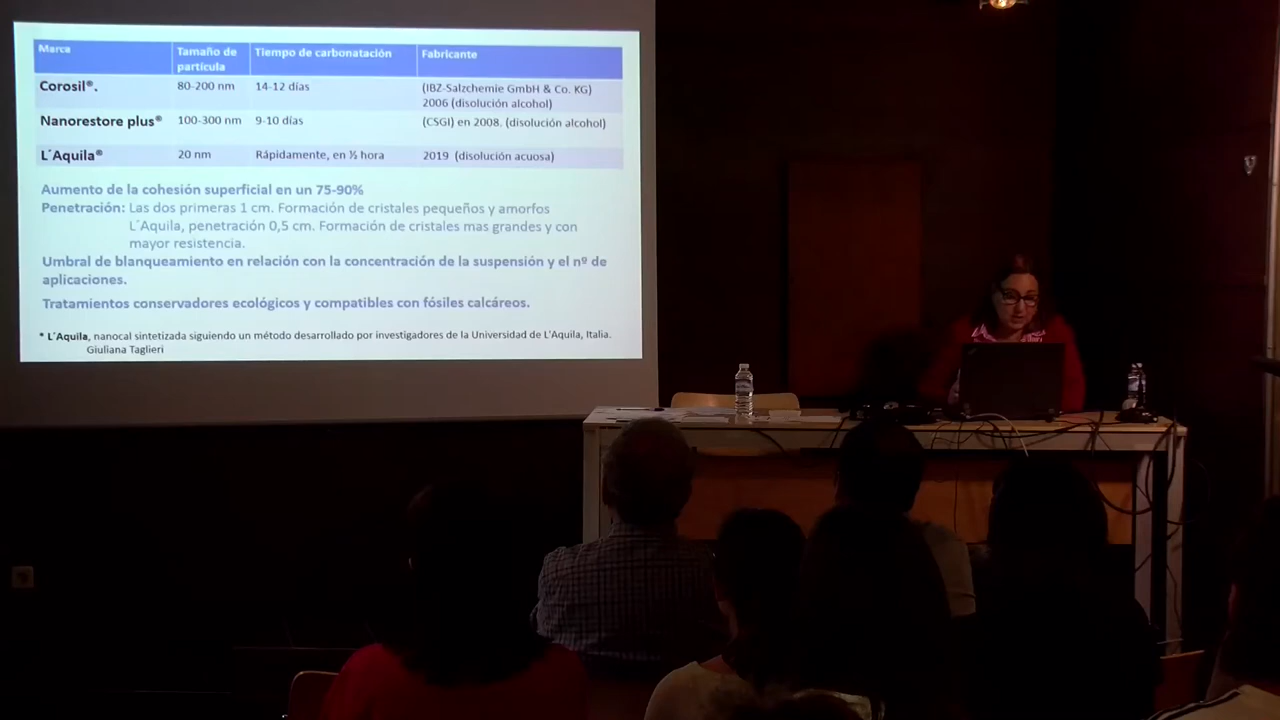 Marca Tamaño de partícula Tiempo de carbonatación Fabricante
Corosil®. 80-200 nm 14-12 días (IBZ-Salzchemie GmbH & Co. KG)
2006 (disolución alcohol)
Nanorestore plus® 100-300 nm 9-10 días (CSGI) en 2008. (disolución alcohol)
L´Aquila® 20 nm Rápidamente, en ½ hora 2019 (disolución acuosa)
Aumento de la cohesión superficial en un 75-90%
Penetración: Las dos primeras 1 cm. Formación de cristales pequeños y amorfos
L´Aquila, penetración 0,5 cm. Formación de cristales mas grandes y con
mayor resistencia.
Umbral de blanqueamiento en relación con la concentración de la suspensión y el nº de
aplicaciones.
Tratamientos conservadores ecológicos y compatibles con fósiles calcáreos.
* L´Aquila, nanocal sintetizada siguiendo un método desarrollado por investigadores de la Universidad de L'Aquila, Italia.
Giuliana Taglieri